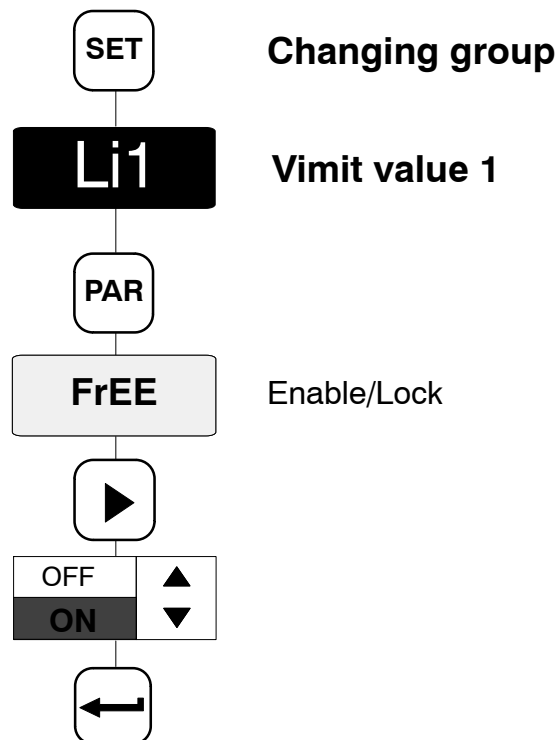 SET Changing group
Li1 Vimit value 1
PAR
FrEE Enable/Lock
OFF
ON